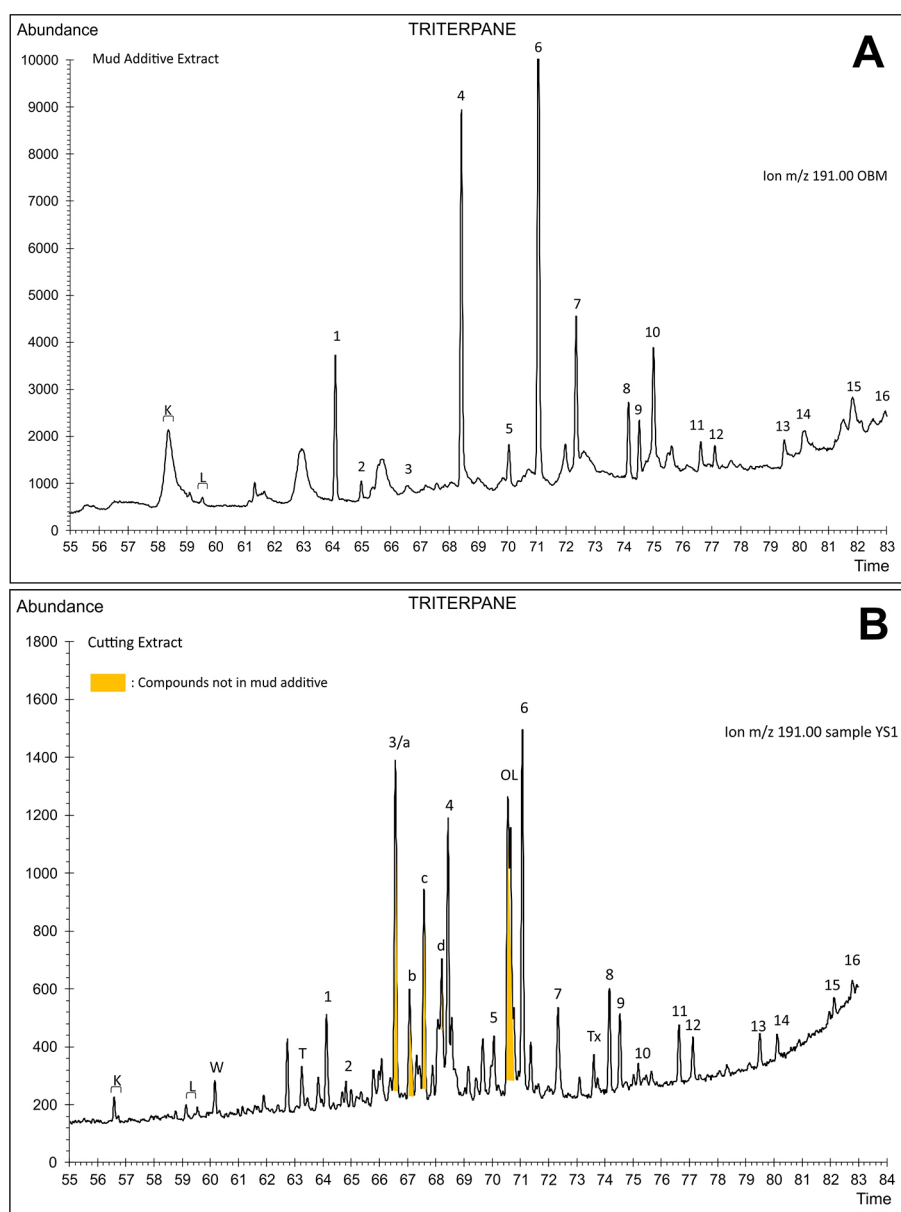 Abundance
TRITERPANE
A
Mud Additive Extract
Ion m/z 191.00 OBM
10000
9000
8000
7000
6000
5000
4000
3000
2000
1000
0
K
L
1
2
3
4
5
6
7
8
9
10
11
12
13
14
15
16
55 56 57 58 59 60 61 62 63 64 65 66 67 68 69 70 71 72 73 74 75 76 77 78 79 80 81 82 83
Time
Abundance
TRITERPANE
B
Cutting Extract
: Compounds not in mud additive
Ion m/z 191.00 sample YS1
1800
1600
1400
1200
1000
800
600
400
200
0
K
L
W
T
1
2
3/a
b
c
d
4
5
OL
6
7
Tx
8
9
10
11
12
13
14
15
16
55 56 57 58 59 60 61 62 63 64 65 66 67 68 69 70 71 72 73 74 75 76 77 78 79 80 81 82 83 84
Time